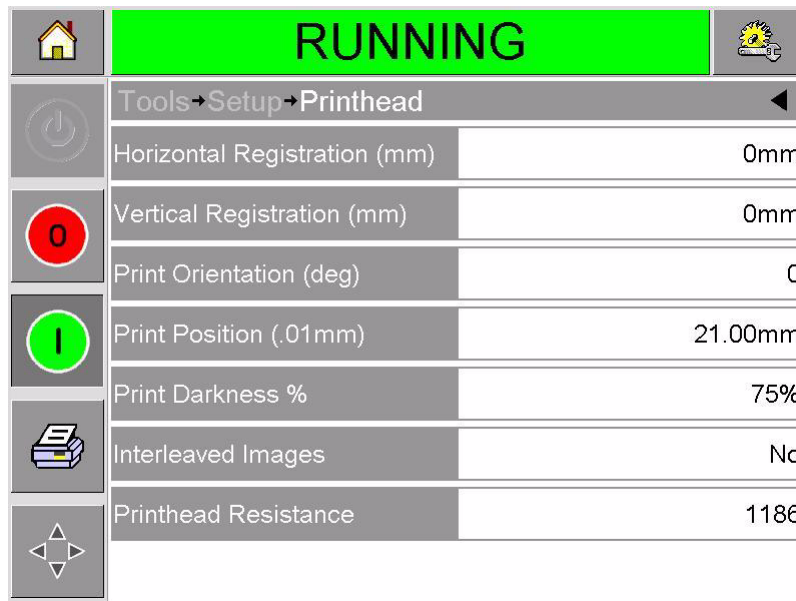 RUNNING
Tools→Setup→Printhead
Horizontal Registration (mm) 0mm
Vertical Registration (mm) 0mm
0
Print Orientation (deg) 0
Print Position (.01mm) 21.00mm
I
Print Darkness % 75%
Interleaved Images No
Printhead Resistance 1186